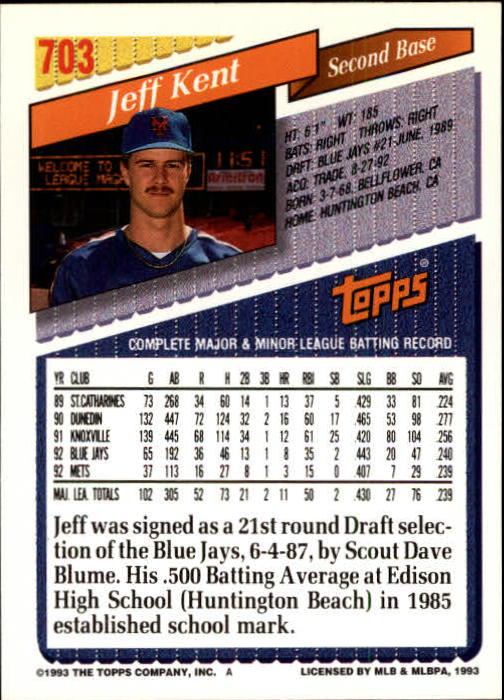 703
Jeff Kent
Second Base
HT: 6'1" WT: 185
BATS: RIGHT THROWS: RIGHT
DRAFT: BLUE JAYS #21-JUNE, 1989
ACQ: TRADE, 8-27-92
BORN: 3-7-68, BELLFLOWER, CA
HOME: HUNTINGTON BEACH, CA
WELCOME TO
11:51
LEAGUE
Armitron
TOPPS®
COMPLETE MAJOR & MINOR LEAGUE BATTING RECORD
YR CLUB G AB R H 2B 3B HR RBI SB SLG BB SO AVG
89 ST.CATHARINES 73 268 34 60 14 1 13 37 5 .429 33 81 .224
90 DUNEDIN 132 447 72 124 32 2 16 60 17 .465 53 98 .277
91 KNOXVILLE 139 445 68 114 34 1 12 61 25 .420 80 104 .256
92 BLUE JAYS 65 192 36 46 13 1 8 35 2 .443 20 47 .240
92 METS 37 113 16 27 8 1 3 15 0 .407 7 29 .239
MAJ. LEA. TOTALS 102 305 52 73 21 2 11 50 2 .430 27 76 .239
Jeff was signed as a 21st round Draft selec-
tion of the Blue Jays, 6-4-87, by Scout Dave
Blume. His .500 Batting Average at Edison
High School (Huntington Beach) in 1985
established school mark.
©1993 THE TOPPS COMPANY, INC. A
LICENSED BY MLB & MLBPA, 1993